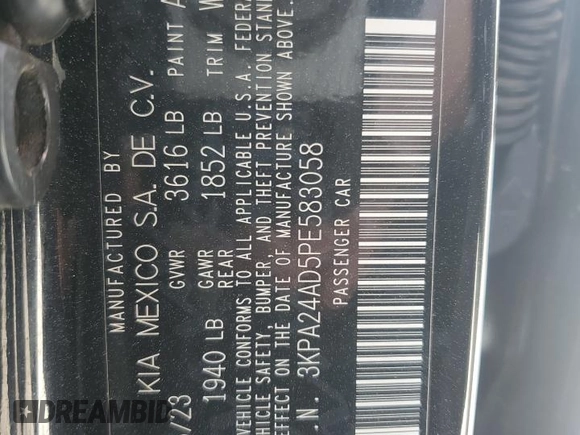 MANUFACTURED BY
KIA MEXICO S.A. DE C.V.
/23 GVWR 3616 LB PAINT
1940 LB GAWR REAR 1852 LB TRIM
VEHICLE CONFORMS TO ALL APPLICABLE U.S.A. FEDER
EHICLE SAFETY, BUMPER, AND THEFT PREVENTION STAN
EFFECT ON THE DATE OF MANUFACTURE SHOWN ABOVE.
.N. 3KPA24AD5PE583058
PASSENGER CAR
DREAMBID